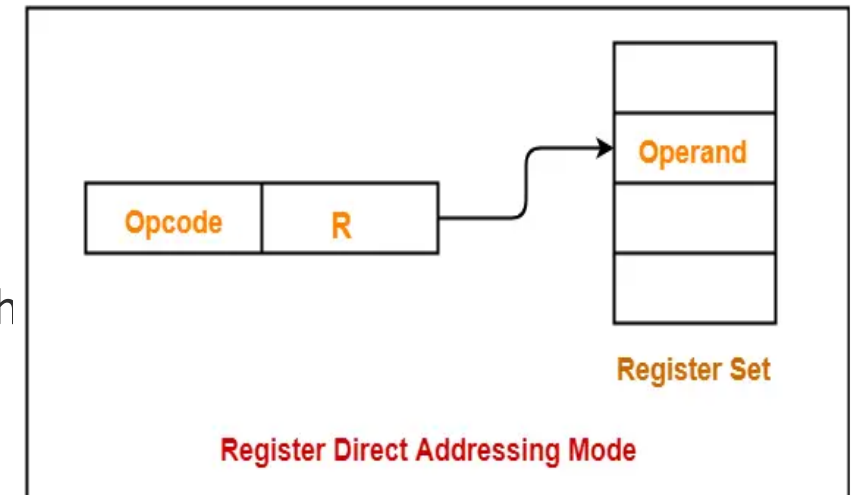 Operand
Opcode R
h
Register Set
Register Direct Addressing Mode